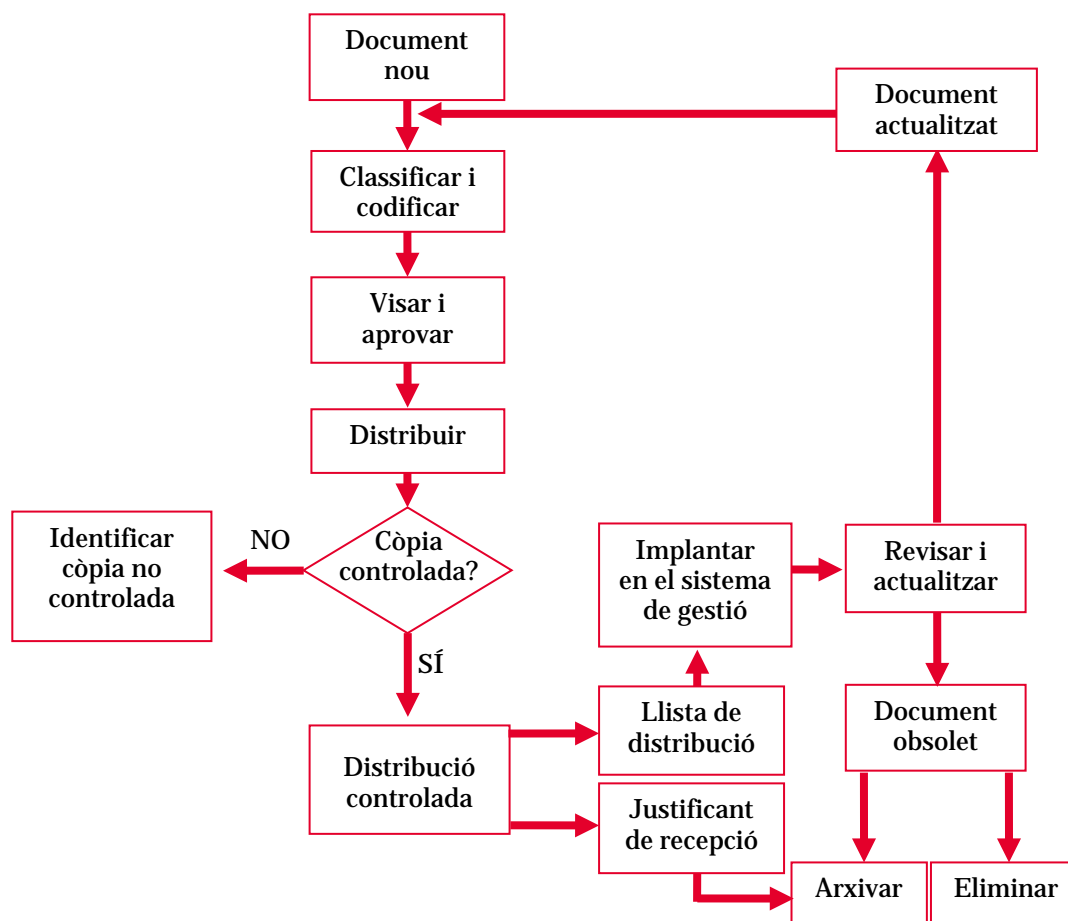 Document
nou
Document
actualitzat
Classificar i
codificar
Visar i
aprovar
Distribuir
Identificar
còpia no
controlada
NO
Còpia
controlada?
Implantar
en el sistema
de gestió
Revisar i
actualitzar
SÍ
Llista de
distribució
Document
obsolet
Distribució
controlada
Justificant
de recepció
Arxivar
Eliminar